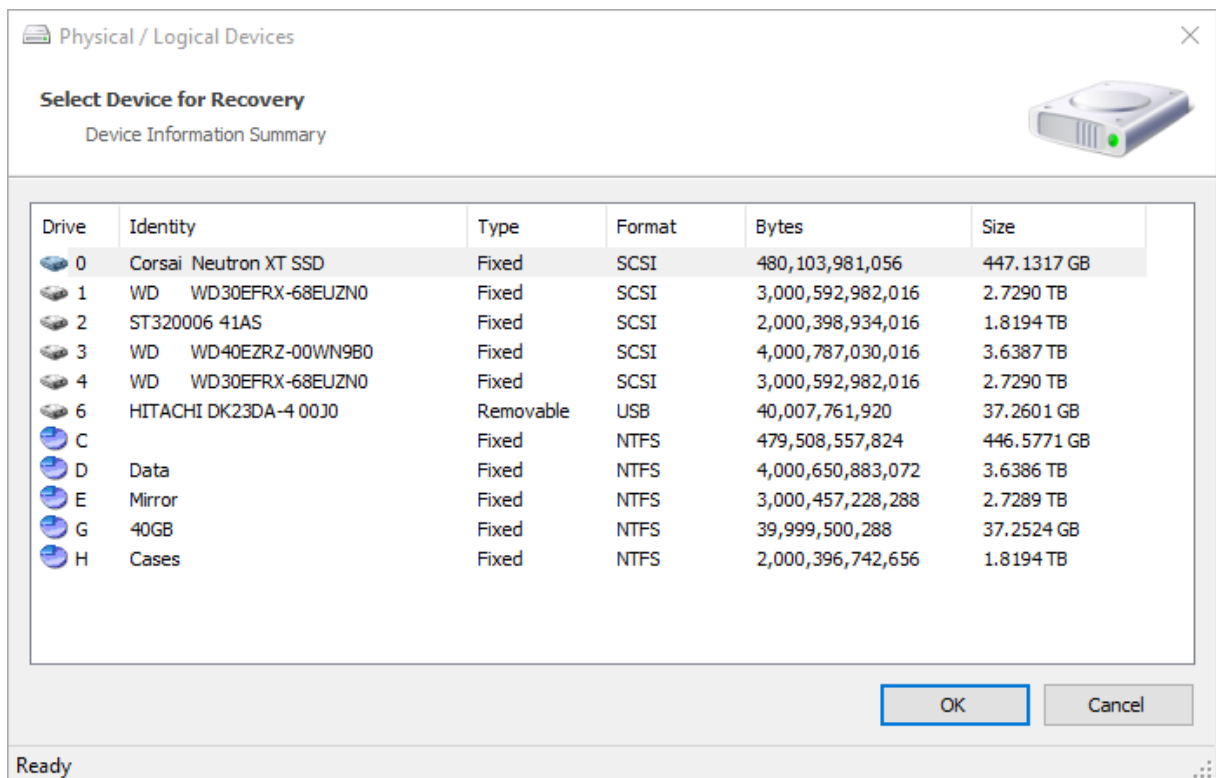 Physical / Logical Devices
Select Device for Recovery
Device Information Summary
Drive Identity Type Format Bytes Size
0 Corsai Neutron XT SSD Fixed SCSI 480,103,981,056 447.1317 GB
1 WD WD30EFRX-68EUZN0 Fixed SCSI 3,000,592,982,016 2.7290 TB
2 ST320006 41AS Fixed SCSI 2,000,398,934,016 1.8194 TB
3 WD WD40EZRZ-00WN9B0 Fixed SCSI 4,000,787,030,016 3.6387 TB
4 WD WD30EFRX-68EUZN0 Fixed SCSI 3,000,592,982,016 2.7290 TB
6 HITACHI DK23DA-4 00J0 Removable USB 40,007,761,920 37.2601 GB
C Fixed NTFS 479,508,557,824 446.5771 GB
D Data Fixed NTFS 4,000,650,883,072 3.6386 TB
E Mirror Fixed NTFS 3,000,457,228,288 2.7289 TB
G 40GB Fixed NTFS 39,999,500,288 37.2524 GB
H Cases Fixed NTFS 2,000,396,742,656 1.8194 TB
OK Cancel
Ready